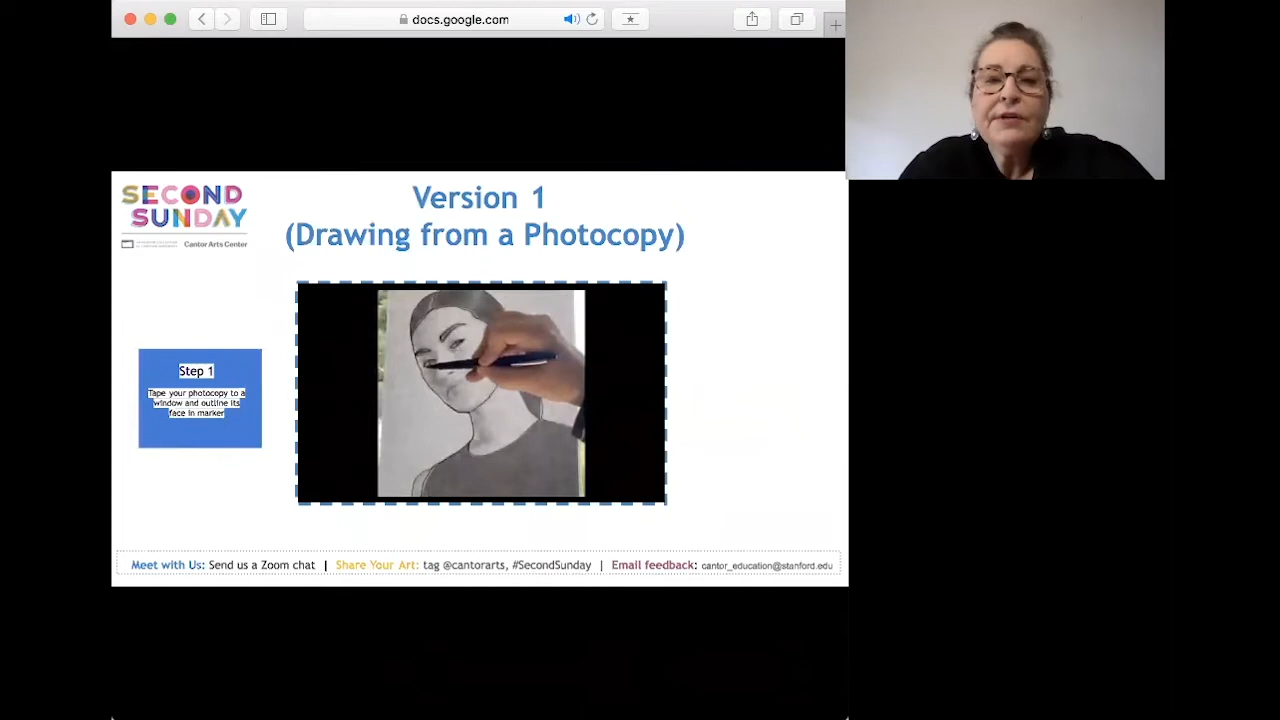 docs.google.com
SECOND
SUNDAY
Cantor Arts Center
Version 1
(Drawing from a Photocopy)
Step 1
Tape your photocopy to a
window and outline its
face in marker
Meet with Us: Send us a Zoom chat | Share Your Art: tag @cantorarts, #SecondSunday | Email feedback: cantor_education@stanford.edu